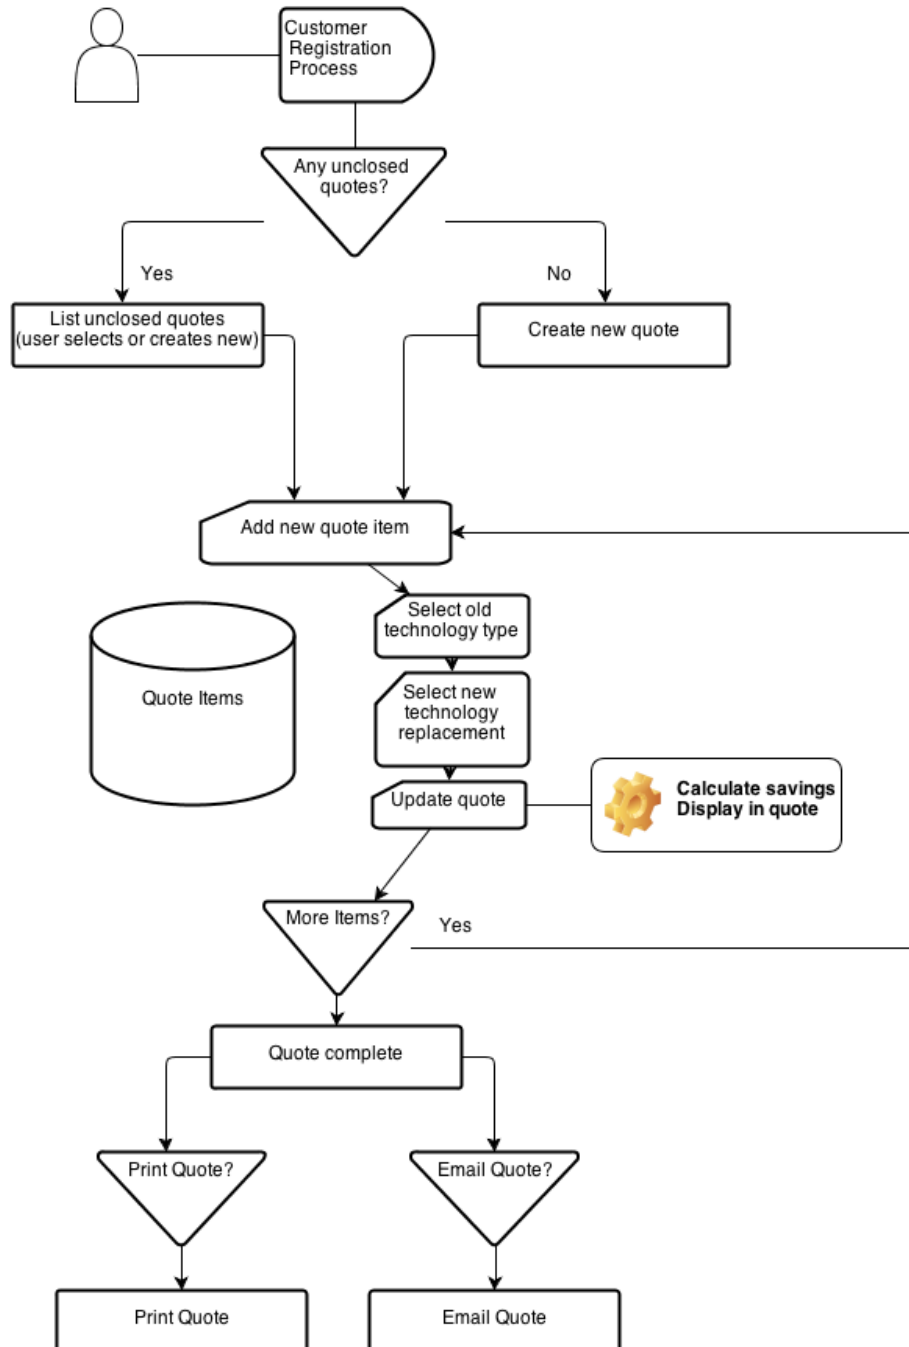 Customer
Registration
Process
Any unclosed
quotes?
Yes
No
List unclosed quotes
(user selects or creates new)
Create new quote
Add new quote item
Select old
technology type
Quote Items
Select new
technology
replacement
Update quote
Calculate savings
Display in quote
More Items?
Yes
Quote complete
Print Quote?
Email Quote?
Print Quote
Email Quote